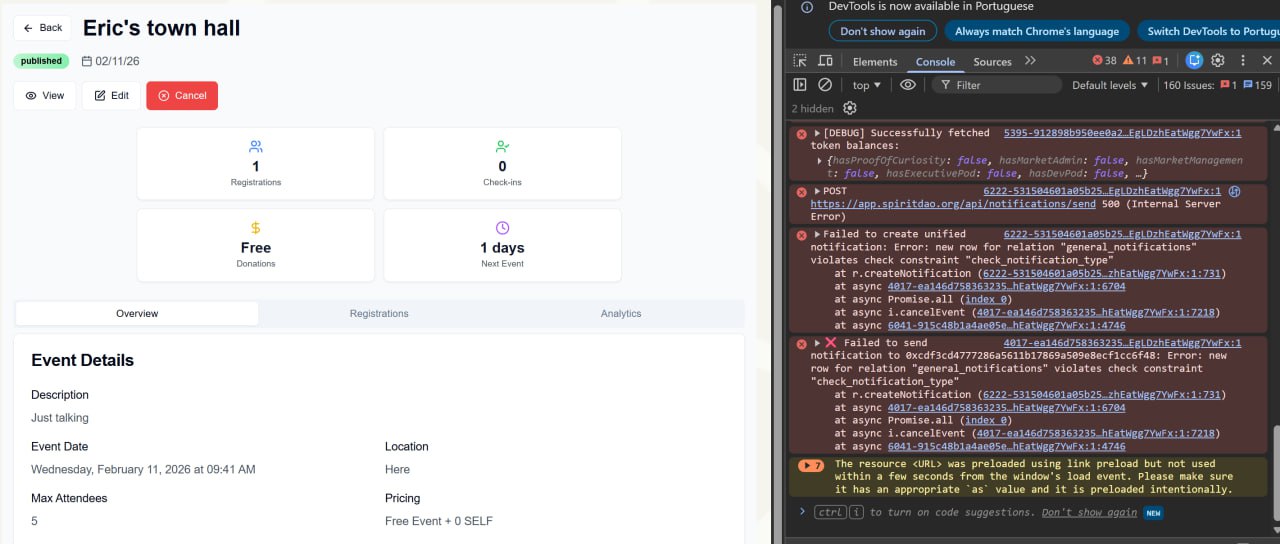 Back
Eric's town hall
published
02/11/26
View
Edit
Cancel
1
Registrations
0
Check-ins
Free
Donations
1 days
Next Event
Overview
Registrations
Analytics
Event Details
Description
Just talking
Event Date
Location
Wednesday, February 11, 2026 at 09:41 AM
Here
Max Attendees
Pricing
5
Free Event + 0 SELF
DevTools is now available in Portuguese
Don't show again
Always match Chrome's language
Switch DevTools to Portugu
Elements
Console
Sources
38
11
1
top
Filter
Default levels
160 Issues:
1
159
2 hidden
[DEBUG] Successfully fetched 5395-912898b950ee0a2…EgLDzhEatWgg7YwFx:1
token balances:
{hasProofOfCuriosity: false, hasMarketAdmin: false, hasMarketManagemen
t: false, hasExecutivePod: false, hasDevPod: false, …}
POST 6222-531504601a05b25…EgLDzhEatWgg7YwFx:1
https://app.spiritdao.org/api/notifications/send 500 (Internal Server
Error)
Failed to create unified 6222-531504601a05b25…EgLDzhEatWgg7YwFx:1
notification: Error: new row for relation "general_notifications"
violates check constraint "check_notification_type"
at r.createNotification (6222-531504601a05b25…zhEatWgg7YwFx:1:731)
at async 4017-ea146d758363235…hEatWgg7YwFx:1:6704
at async Promise.all (index 0)
at async i.cancelEvent (4017-ea146d758363235…hEatWgg7YwFx:1:7218)
at async 6041-915c48b1a4ae05e…hEatWgg7YwFx:1:4746
❌ Failed to send 4017-ea146d758363235…EgLDzhEatWgg7YwFx:1
notification to 0xcdf3cd4777286a5611b17869a509e8ecf1cc6f48: Error: new
row for relation "general_notifications" violates check constraint
"check_notification_type"
at r.createNotification (6222-531504601a05b25…zhEatWgg7YwFx:1:731)
at async 4017-ea146d758363235…hEatWgg7YwFx:1:6704
at async Promise.all (index 0)
at async i.cancelEvent (4017-ea146d758363235…hEatWgg7YwFx:1:7218)
at async 6041-915c48b1a4ae05e…hEatWgg7YwFx:1:4746
7
The resource <URL> was preloaded using link preload but not used
within a few seconds from the window's load event. Please make sure
it has an appropriate `as` value and it is preloaded intentionally.
ctrl i to turn on code suggestions. Don't show again NEW